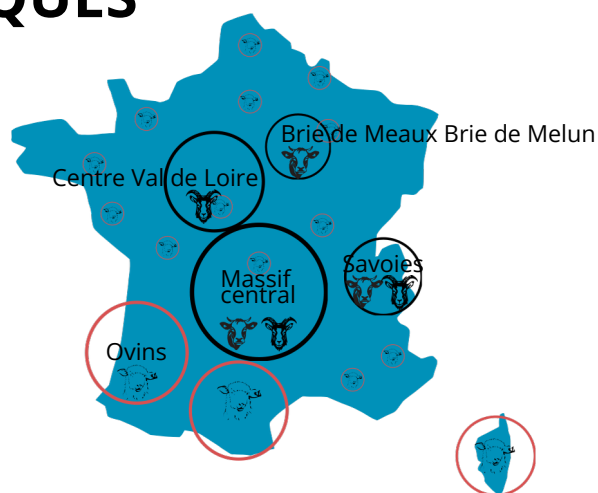 QUES
Brie de Meaux Brie de Melun
Centre Val de Loire
Savoies
Massif
central
Ovins